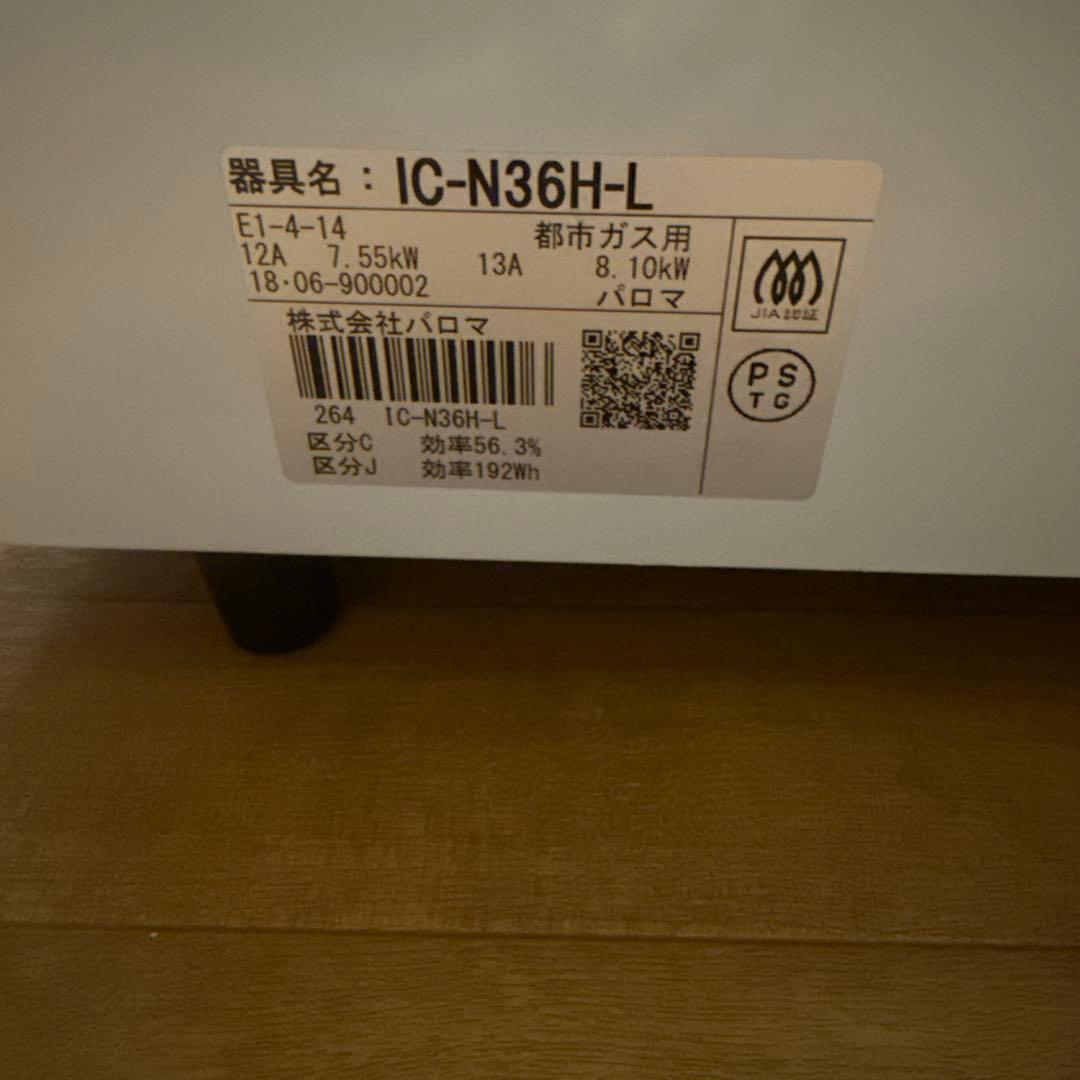 器具名：IC-N36H-L
E1-4-14 都市ガス用
12A 7.55kW 13A 8.10kW
18・06-900002 パロマ
JIA認証
株式会社パロマ
264 IC-N36H-L
区分C 効率56.3%
区分J 効率192Wh
PS
TG